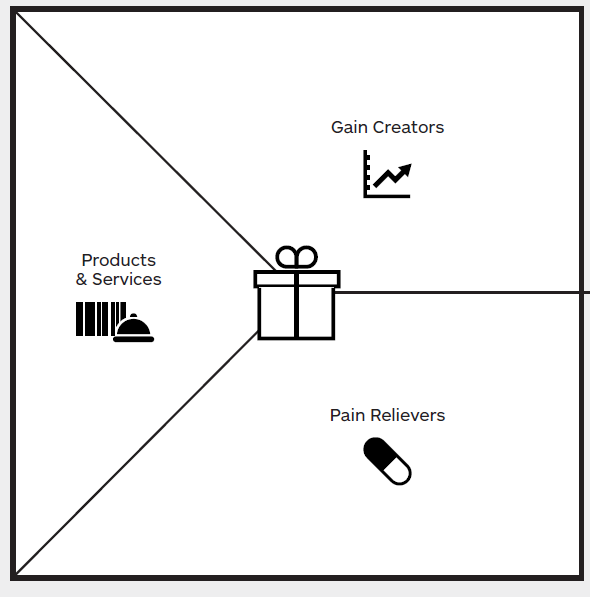 Gain Creators
Products
& Services
Pain Relievers